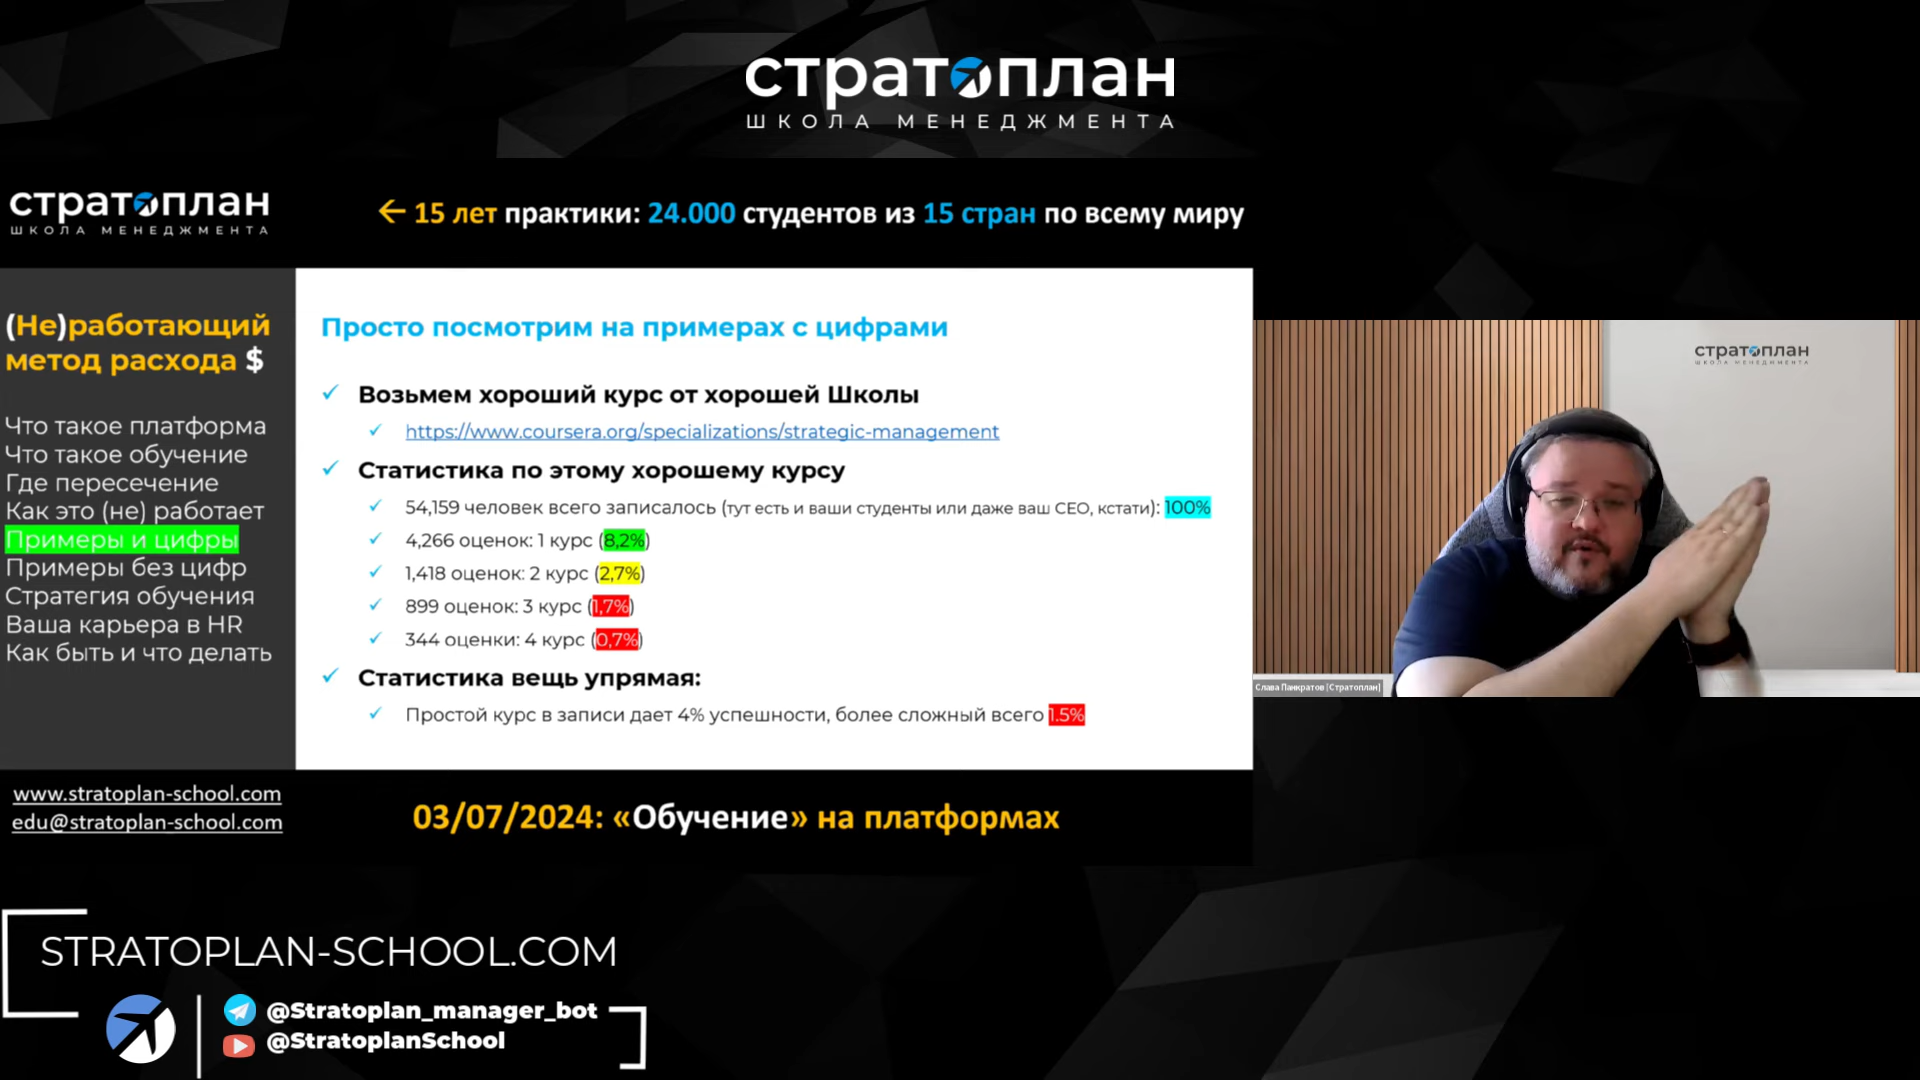 стратоплан
ШКОЛА МЕНЕДЖМЕНТА
стратоплан
ШКОЛА МЕНЕДЖМЕНТА
← 15 лет практики: 24.000 студентов из 15 стран по всему миру
(Не)работающий
метод расхода $
Что такое платформа
Что такое обучение
Где пересечение
Как это (не) работает
Примеры и цифры
Примеры без цифр
Стратегия обучения
Ваша карьера в HR
Как быть и что делать
Просто посмотрим на примерах с цифрами
✓ Возьмем хороший курс от хорошей Школы
✓ https://www.coursera.org/specializations/strategic-management
✓ Статистика по этому хорошему курсу
✓ 54,159 человек всего записалось (тут есть и ваши студенты или даже ваш CEO, кстати): 100%
✓ 4,266 оценок: 1 курс (8,2%)
✓ 1,418 оценок: 2 курс (2,7%)
✓ 899 оценок: 3 курс (1,7%)
✓ 344 оценки: 4 курс (0,7%)
✓ Статистика вещь упрямая:
✓ Простой курс в записи дает 4% успешности, более сложный всего 1.5%
стратоплан
ШКОЛА МЕНЕДЖМЕНТА
Слава Панкратов [Стратоплан]
www.stratoplan-school.com
edu@stratoplan-school.com
03/07/2024: «Обучение» на платформах
STRATOPLAN-SCHOOL.COM
@Stratoplan_manager_bot
@StratoplanSchool